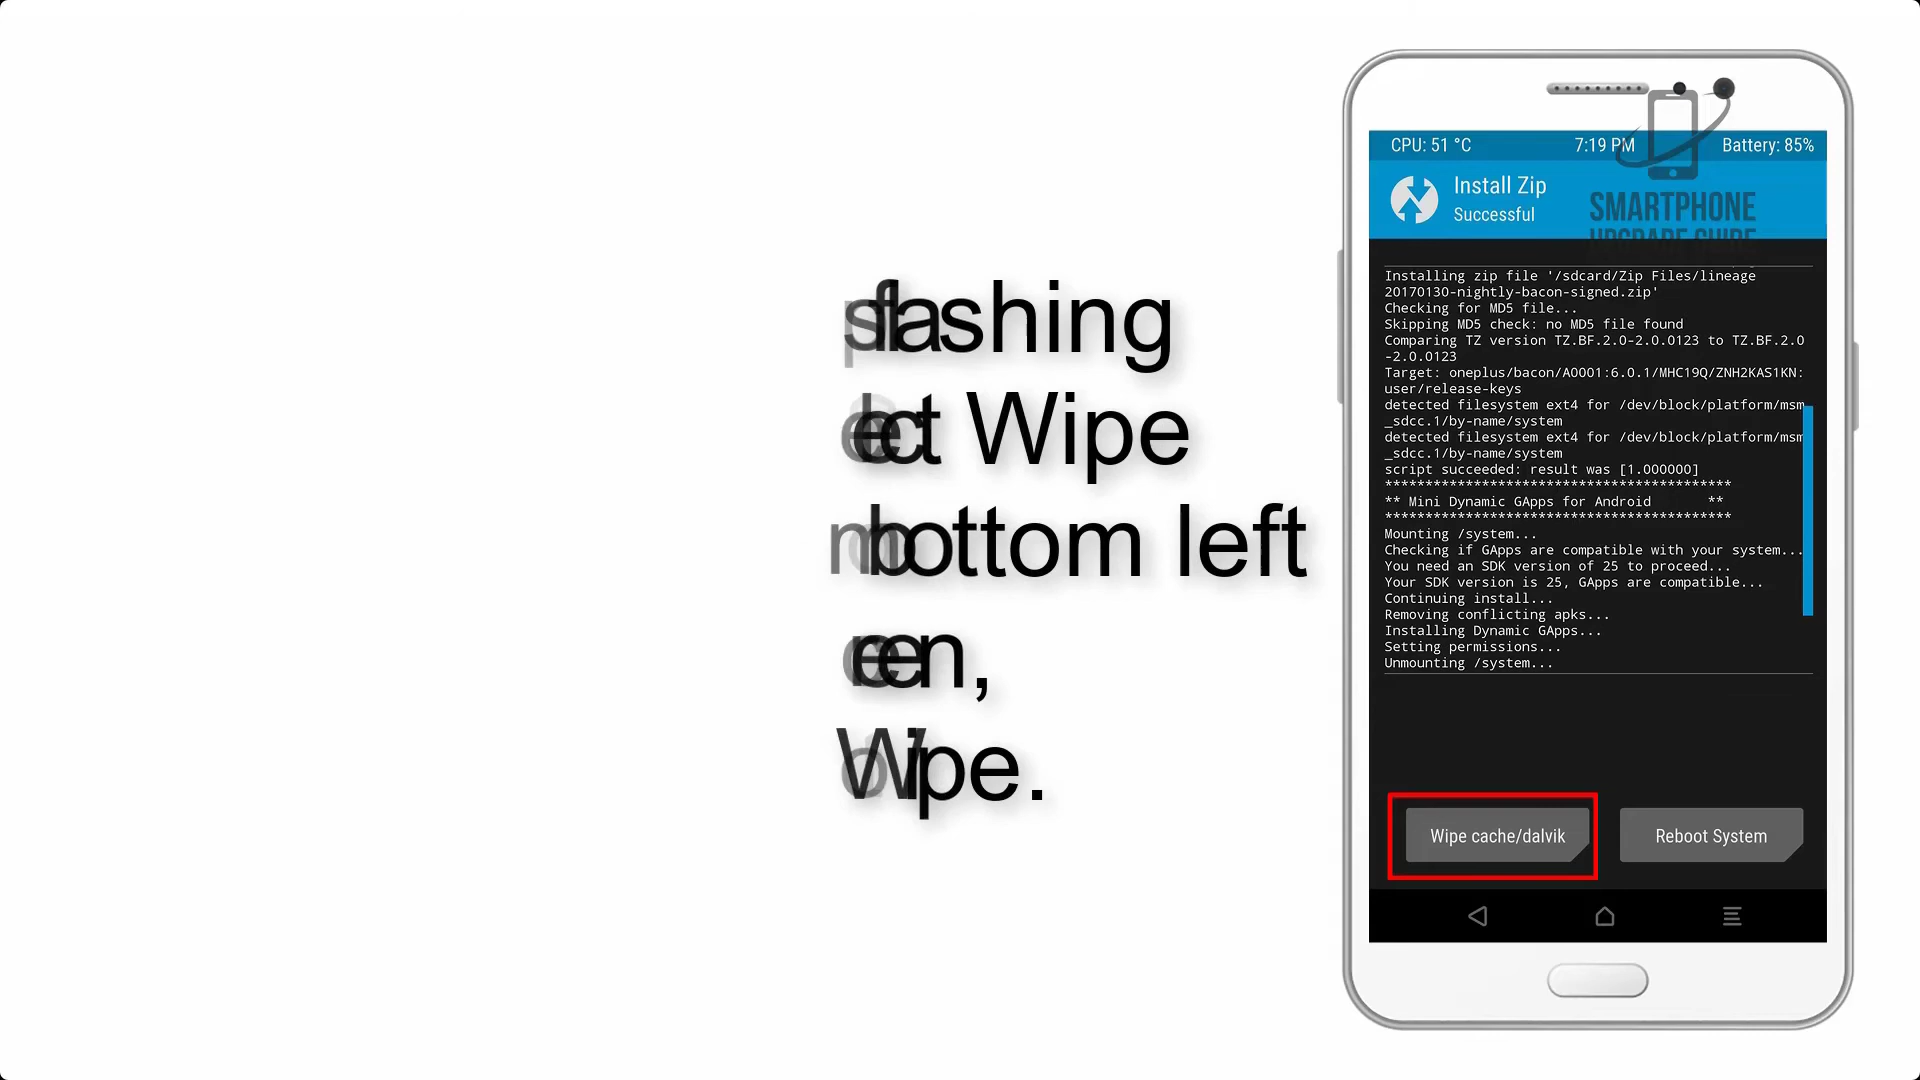 flashing
ct Wipe
bottom left
en,
Wipe.
CPU: 51 °C 7:19 PM Battery: 85%
Install Zip
Successful
SMARTPHONE
UPGRADE GUIDE
Installing zip file '/sdcard/Zip Files/lineage
20170130-nightly-bacon-signed.zip'
Checking for MD5 file...
Skipping MD5 check: no MD5 file found
Comparing TZ version TZ.BF.2.0-2.0.0123 to TZ.BF.2.0
-2.0.0123
Target: oneplus/bacon/A0001:6.0.1/MHC19Q/ZNH2KAS1KN:
user/release-keys
detected filesystem ext4 for /dev/block/platform/msm
_sdcc.1/by-name/system
detected filesystem ext4 for /dev/block/platform/msm
_sdcc.1/by-name/system
script succeeded: result was [1.000000]
*******************************************
** Mini Dynamic GApps for Android **
*******************************************
Mounting /system...
Checking if GApps are compatible with your system...
You need an SDK version of 25 to proceed...
Your SDK version is 25, GApps are compatible...
Continuing install...
Removing conflicting apks...
Installing Dynamic GApps...
Setting permissions...
Unmounting /system...
Wipe cache/dalvik
Reboot System